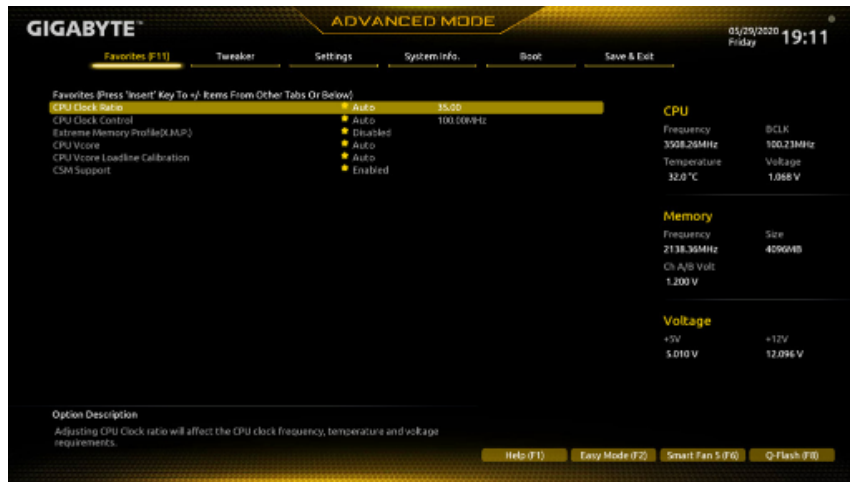 GIGABYTE™
ADVANCED MODE
05/29/2020
Friday
19:11
Favorites (F11)
Tweaker
Settings
System Info.
Boot
Save & Exit
Favorites (Press 'Insert' Key To +/- Items From Other Tabs Or Below)
CPU Clock Ratio Auto 35.00
CPU Clock Control Auto 100.00MHz
Extreme Memory Profile(X.M.P.) Disabled
CPU Vcore Auto
CPU Vcore Loadline Calibration Auto
CSM Support Enabled
CPU
Frequency BCLK
3508.26MHz 100.23MHz
Temperature Voltage
32.0 °C 1.068 V
Memory
Frequency Size
2138.36MHz 4096MB
Ch A/B Volt
1.200 V
Voltage
+5V +12V
5.010 V 12.096 V
Option Description
Adjusting CPU Clock ratio will affect the CPU clock frequency, temperature and voltage
requirements.
Help (F1)
Easy Mode (F2)
Smart Fan 5 (F6)
Q-Flash (F8)